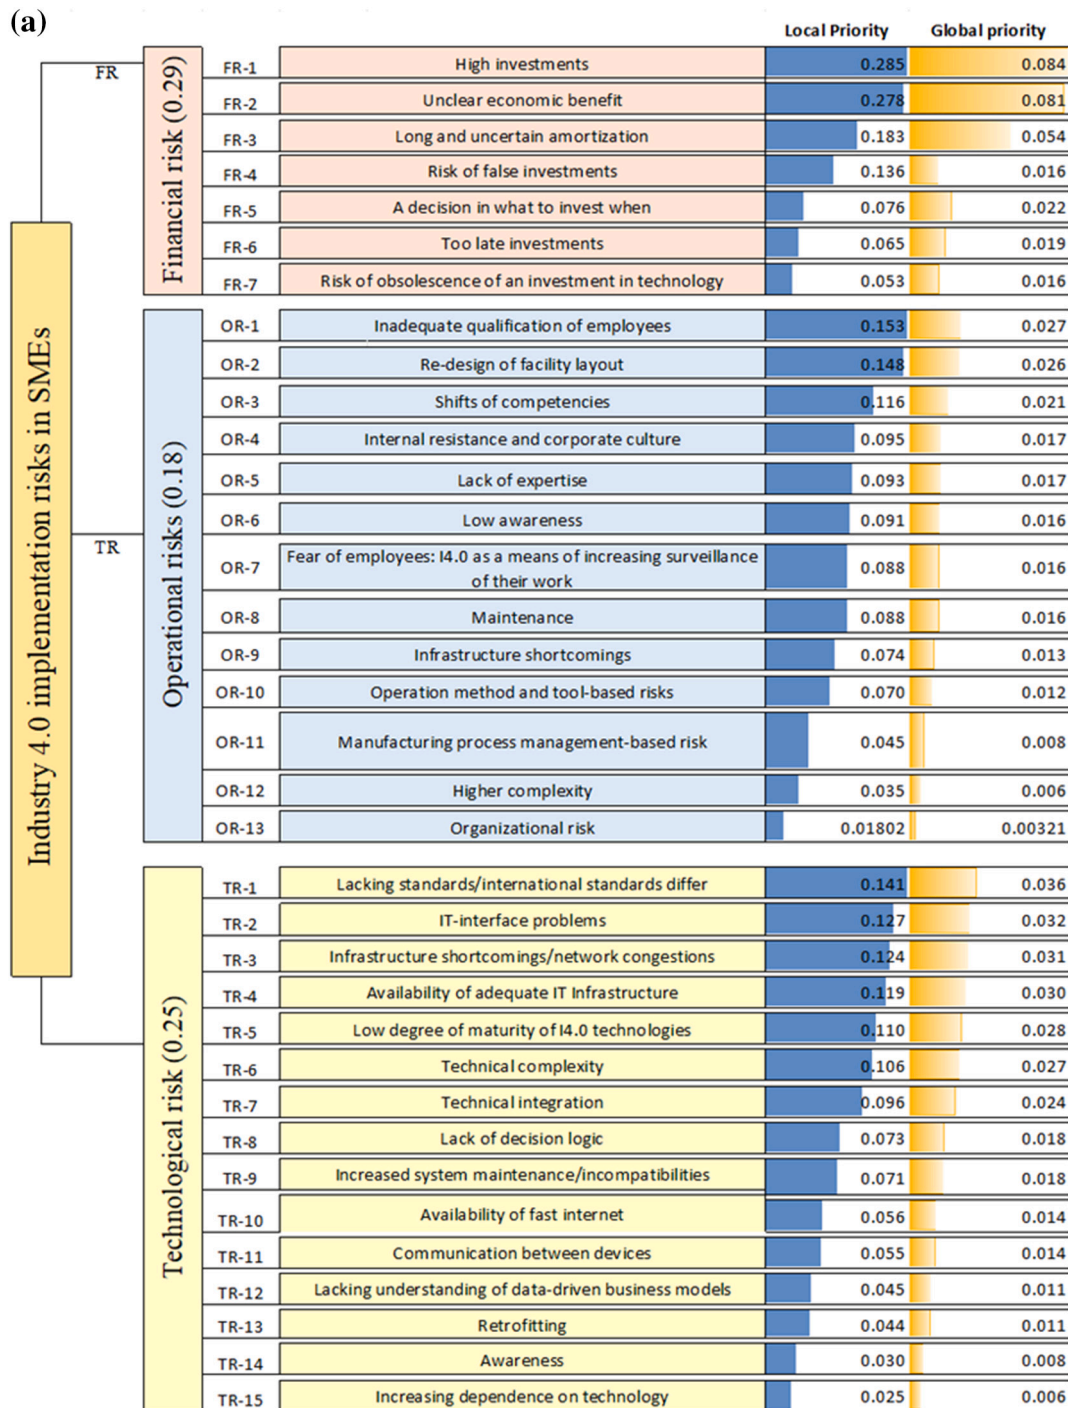 (a)
Local Priority Global priority
Industry 4.0 implementation risks in SMEs
FR
Financial risk (0.29)
FR-1 High investments 0.285 0.084
FR-2 Unclear economic benefit 0.278 0.081
FR-3 Long and uncertain amortization 0.183 0.054
FR-4 Risk of false investments 0.136 0.016
FR-5 A decision in what to invest when 0.076 0.022
FR-6 Too late investments 0.065 0.019
FR-7 Risk of obsolescence of an investment in technology 0.053 0.016
TR
Operational risks (0.18)
OR-1 Inadequate qualification of employees 0.153 0.027
OR-2 Re-design of facility layout 0.148 0.026
OR-3 Shifts of competencies 0.116 0.021
OR-4 Internal resistance and corporate culture 0.095 0.017
OR-5 Lack of expertise 0.093 0.017
OR-6 Low awareness 0.091 0.016
OR-7 Fear of employees: I4.0 as a means of increasing surveillance
of their work 0.088 0.016
OR-8 Maintenance 0.088 0.016
OR-9 Infrastructure shortcomings 0.074 0.013
OR-10 Operation method and tool-based risks 0.070 0.012
OR-11 Manufacturing process management-based risk 0.045 0.008
OR-12 Higher complexity 0.035 0.006
OR-13 Organizational risk 0.01802 0.00321
Technological risk (0.25)
TR-1 Lacking standards/international standards differ 0.141 0.036
TR-2 IT-interface problems 0.127 0.032
TR-3 Infrastructure shortcomings/network congestions 0.124 0.031
TR-4 Availability of adequate IT Infrastructure 0.119 0.030
TR-5 Low degree of maturity of I4.0 technologies 0.110 0.028
TR-6 Technical complexity 0.106 0.027
TR-7 Technical integration 0.096 0.024
TR-8 Lack of decision logic 0.073 0.018
TR-9 Increased system maintenance/incompatibilities 0.071 0.018
TR-10 Availability of fast internet 0.056 0.014
TR-11 Communication between devices 0.055 0.014
TR-12 Lacking understanding of data-driven business models 0.045 0.011
TR-13 Retrofitting 0.044 0.011
TR-14 Awareness 0.030 0.008
TR-15 Increasing dependence on technology 0.025 0.006